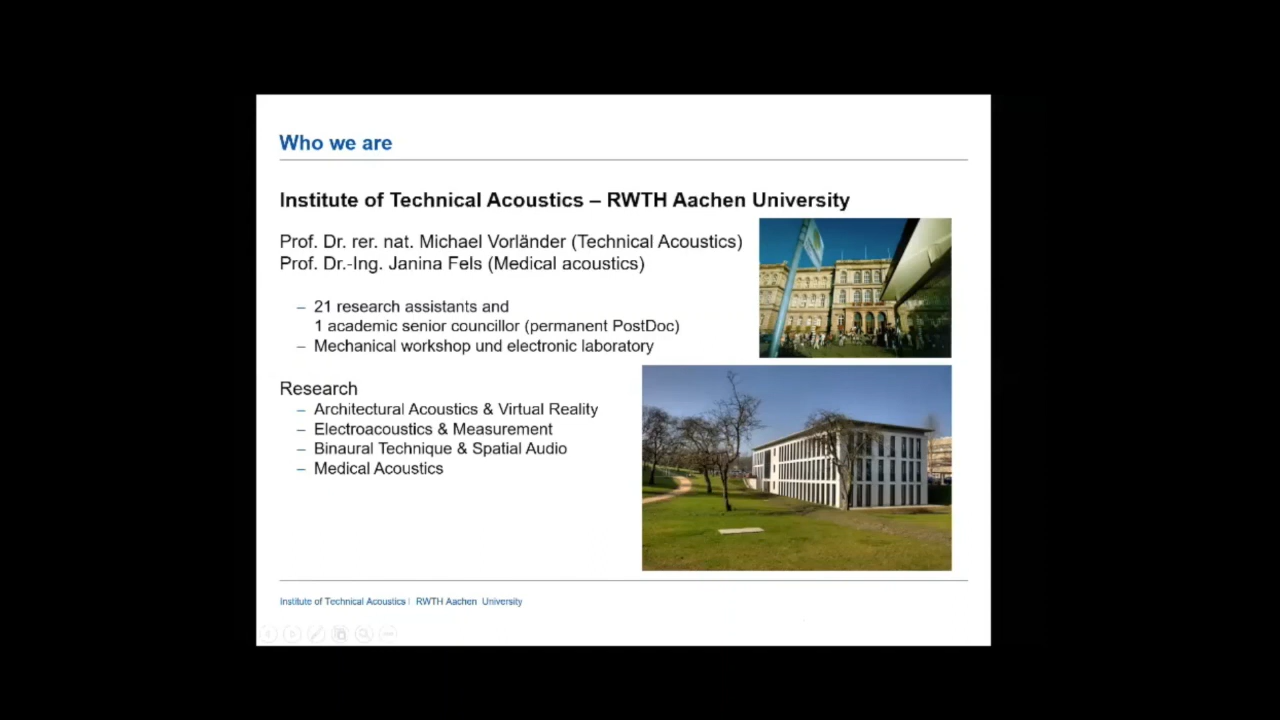 Who we are
Institute of Technical Acoustics – RWTH Aachen University
Prof. Dr. rer. nat. Michael Vorländer (Technical Acoustics)
Prof. Dr.-Ing. Janina Fels (Medical acoustics)
– 21 research assistants and
1 academic senior councillor (permanent PostDoc)
– Mechanical workshop und electronic laboratory
Research
– Architectural Acoustics & Virtual Reality
– Electroacoustics & Measurement
– Binaural Technique & Spatial Audio
– Medical Acoustics
Institute of Technical Acoustics | RWTH Aachen University